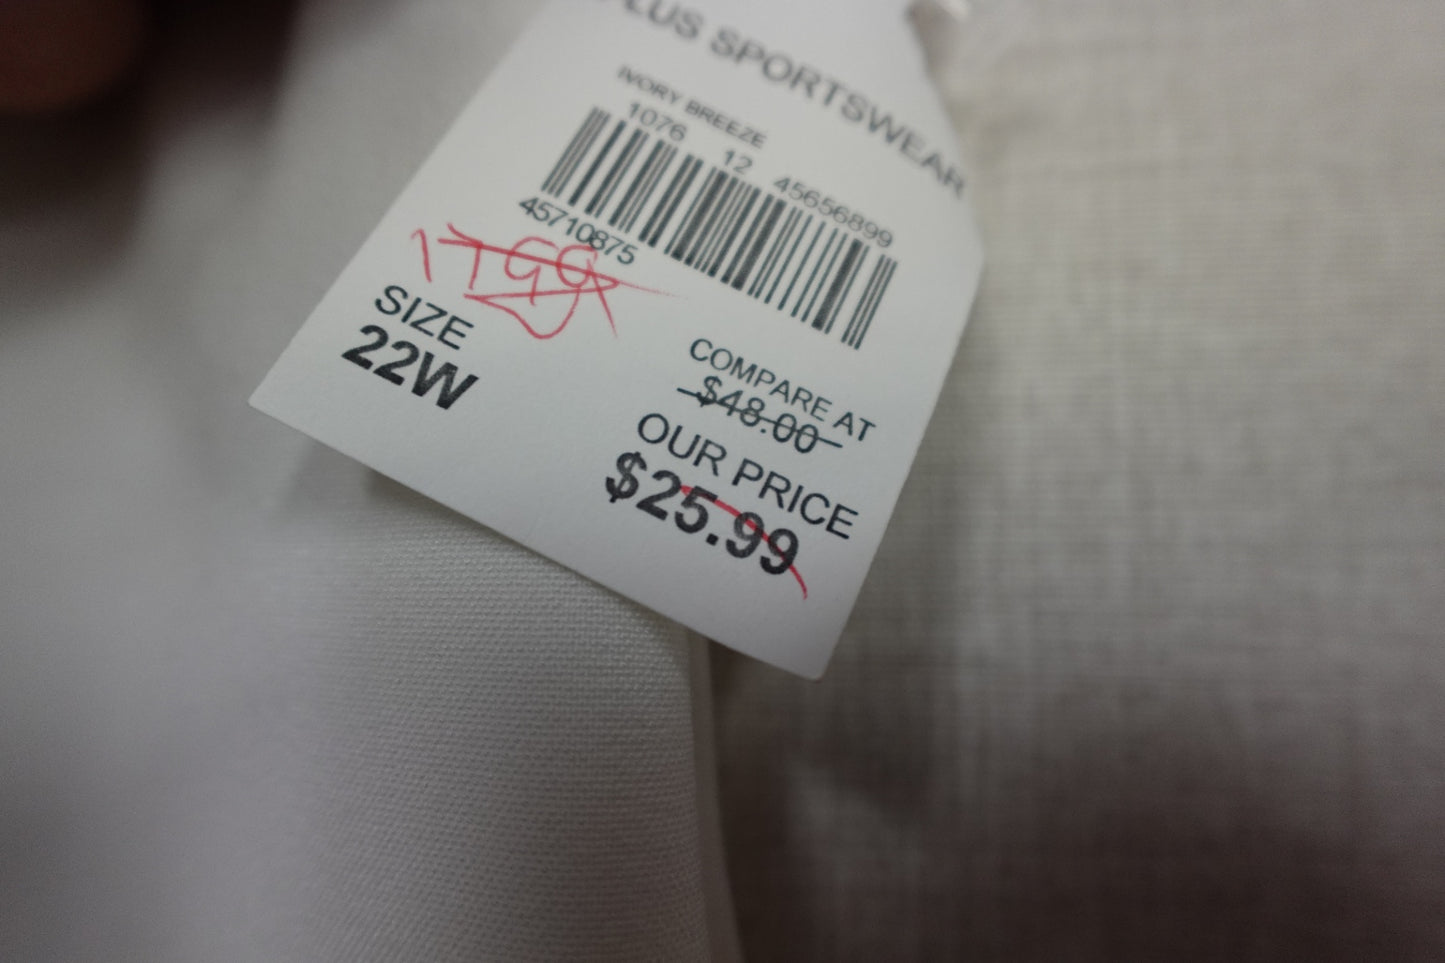 PLUS SPORTSWEAR
IVORY BREEZE
1076 12 45656899
45710875
SIZE
22W
COMPARE AT
$48.00
OUR PRICE
$25.99